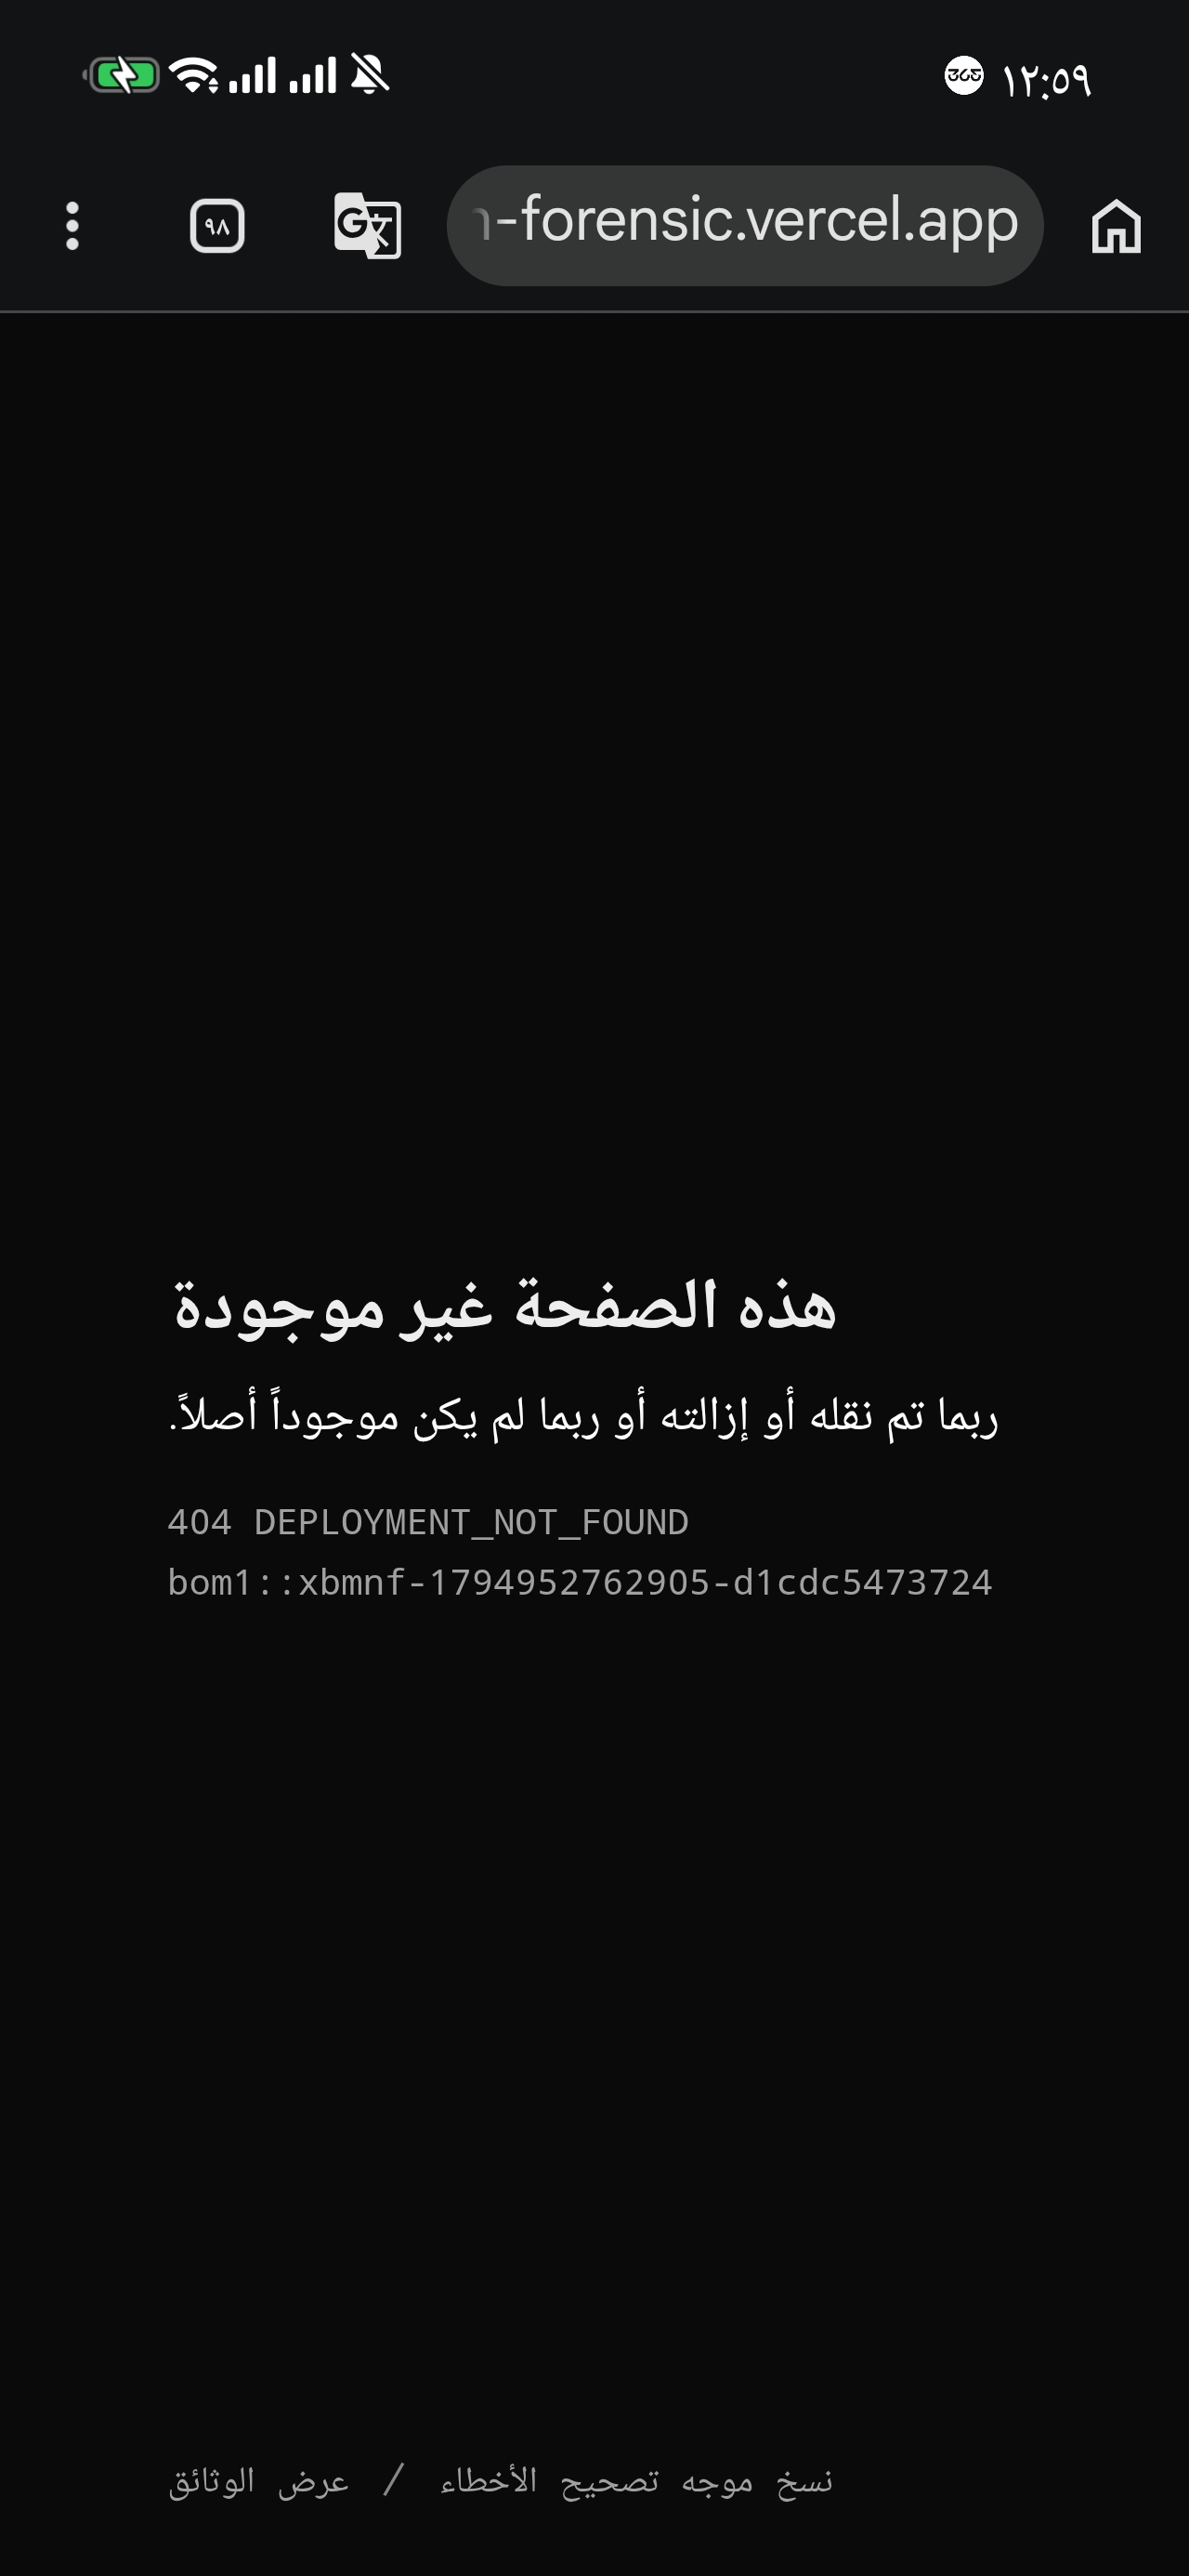 365 ١٢:٥٩
٩٨
-forensic.vercel.app
هذه الصفحة غير موجودة
ربما تم نقله أو إزالته أو ربما لم يكن موجوداً أصلاً.
404 DEPLOYMENT_NOT_FOUND
bom1::xbmnf-1794952762905-d1cdc5473724
نسخ موجه تصحيح الأخطاء / عرض الوثائق